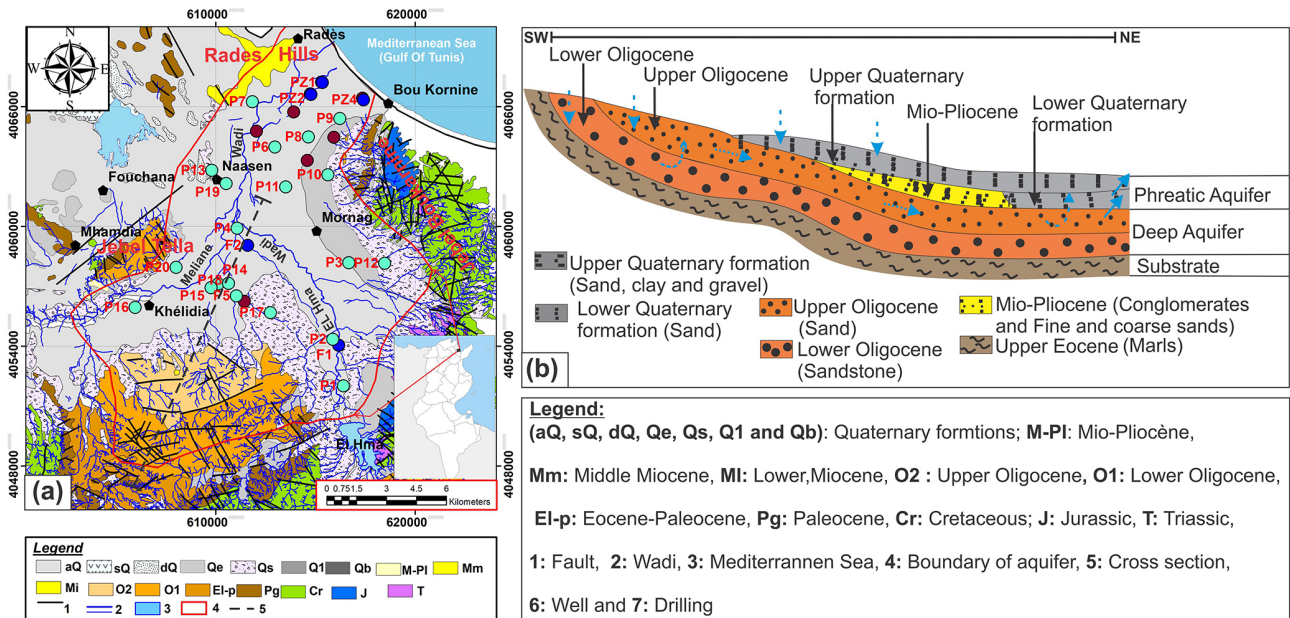 610000
620000
N
W
E
S
Radès
Rades Hills
Mediterranean Sea
(Gulf Of Tunis)
Bou Kornine
4066000
4066000
PZ1
PZ2
PZ4
P7
P9
Wadi
P8
P6
P13
Naasen
P10
Fouchana
P19
P11
Mornag
4060000
4060000
Mhamdia
P4
F2
Wadi
P20
Meliana
P3
P12
P14
P18
P15
P5
P16
Khélidia
P17
EL Hma
P2
F1
4054000
4054000
P1
El Hma
4048000
4048000
(a)
0 0.75 1.5 3 4.5 6
Kilometers
610000
620000
Legend
aQ sQ dQ Qe Qs Q1 Qb M-Pl Mm
Mi O2 O1 El-p Pg Cr J T
1 2 3 4 5
SW
NE
Lower Oligocene
Upper Oligocene
Upper Quaternary
formation
Mio-Pliocene
Lower Quaternary
formation
Phreatic Aquifer
Deep Aquifer
Substrate
Upper Quaternary formation
(Sand, clay and gravel)
Lower Quaternary
formation (Sand)
Upper Oligocene
(Sand)
Lower Oligocene
(Sandstone)
Mio-Pliocene (Conglomerates
and Fine and coarse sands)
Upper Eocene (Marls)
(b)
Legend:
(aQ, sQ, dQ, Qe, Qs, Q1 and Qb): Quaternary formtions; M-Pl: Mio-Pliocène,
Mm: Middle Miocene, Ml: Lower,Miocene, O2 : Upper Oligocene, O1: Lower Oligocene,
El-p: Eocene-Paleocene, Pg: Paleocene, Cr: Cretaceous; J: Jurassic, T: Triassic,
1: Fault, 2: Wadi, 3: Mediterrannen Sea, 4: Boundary of aquifer, 5: Cross section,
6: Well and 7: Drilling